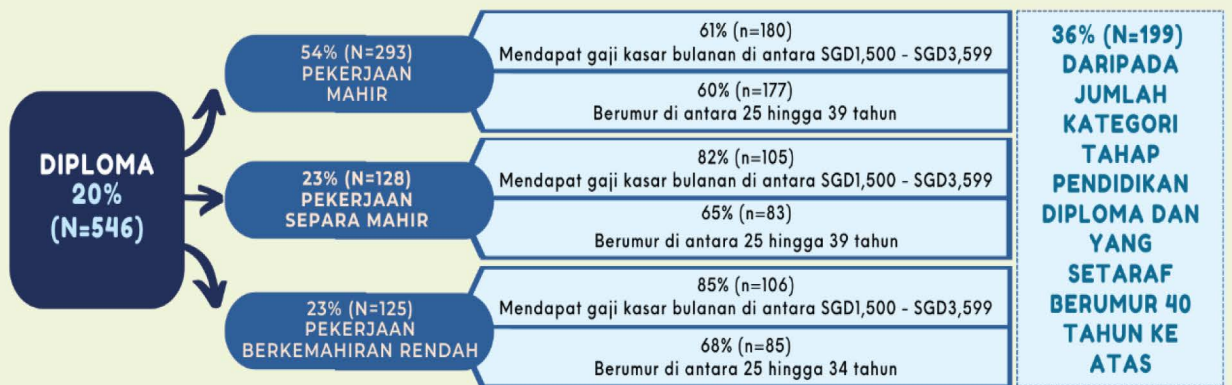 DIPLOMA
20%
(N=546)
54% (N=293)
PEKERJAAN
MAHIR
61% (n=180)
Mendapat gaji kasar bulanan di antara SGD1,500 - SGD3,599
60% (n=177)
Berumur di antara 25 hingga 39 tahun
23% (N=128)
PEKERJAAN
SEPARA MAHIR
82% (n=105)
Mendapat gaji kasar bulanan di antara SGD1,500 - SGD3,599
65% (n=83)
Berumur di antara 25 hingga 39 tahun
23% (N=125)
PEKERJAAN
BERKEMAHIRAN RENDAH
85% (n=106)
Mendapat gaji kasar bulanan di antara SGD1,500 - SGD3,599
68% (n=85)
Berumur di antara 25 hingga 34 tahun
36% (N=199)
DARIPADA
JUMLAH
KATEGORI
TAHAP
PENDIDIKAN
DIPLOMA DAN
YANG
SETARAF
BERUMUR 40
TAHUN KE
ATAS